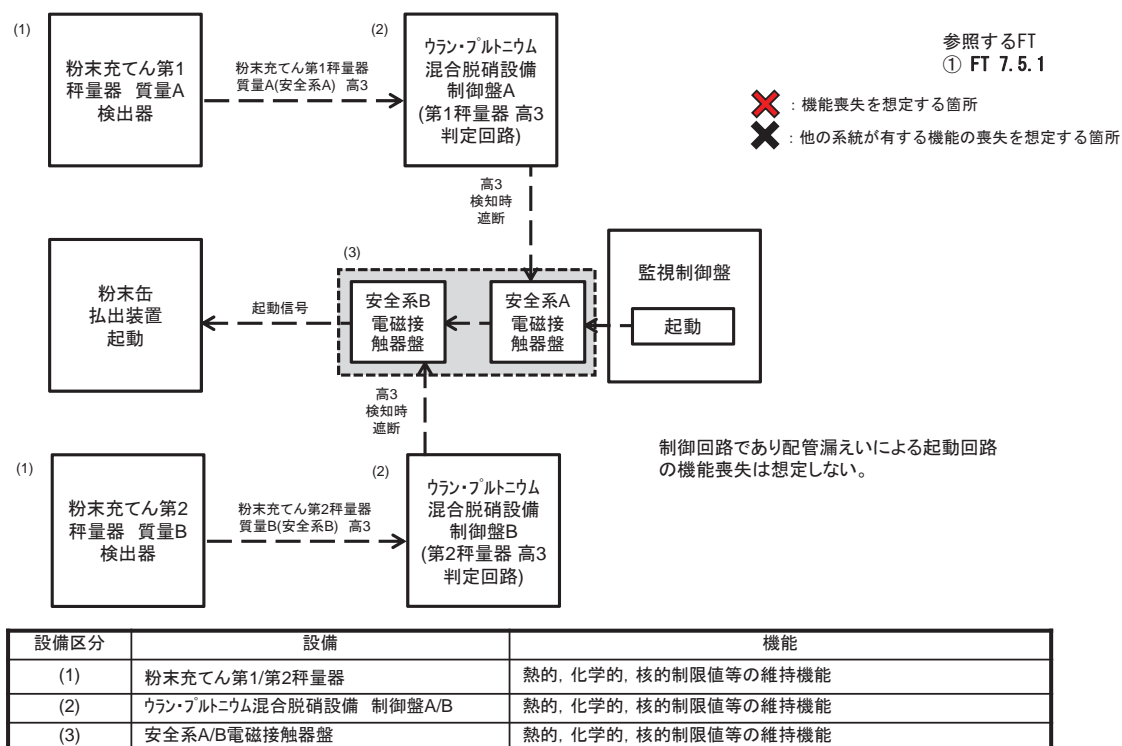 (1)
粉末充てん第1
秤量器 質量A
検出器
粉末充てん第1秤量器
質量A(安全系A) 高3
(2)
ウラン・プルトニウム
混合脱硝設備
制御盤A
(第1秤量器 高3
判定回路)
参照するFT
① FT 7.5.1
：機能喪失を想定する箇所
：他の系統が有する機能の喪失を想定する箇所
高3
検知時
遮断
粉末缶
払出装置
起動
起動信号
(3)
安全系B
電磁接
触器盤
安全系A
電磁接
触器盤
監視制御盤
起動
高3
検知時
遮断
制御回路であり配管漏えいによる起動回路
の機能喪失は想定しない。
(1)
粉末充てん第2
秤量器 質量B
検出器
粉末充てん第2秤量器
質量B(安全系B) 高3
(2)
ウラン・プルトニウム
混合脱硝設備
制御盤B
(第2秤量器 高3
判定回路)
設備区分 設備 機能
(1) 粉末充てん第1/第2秤量器 熱的，化学的，核的制限値等の維持機能
(2) ウラン・プルトニウム混合脱硝設備 制御盤A/B 熱的，化学的，核的制限値等の維持機能
(3) 安全系A/B電磁接触器盤 熱的，化学的，核的制限値等の維持機能